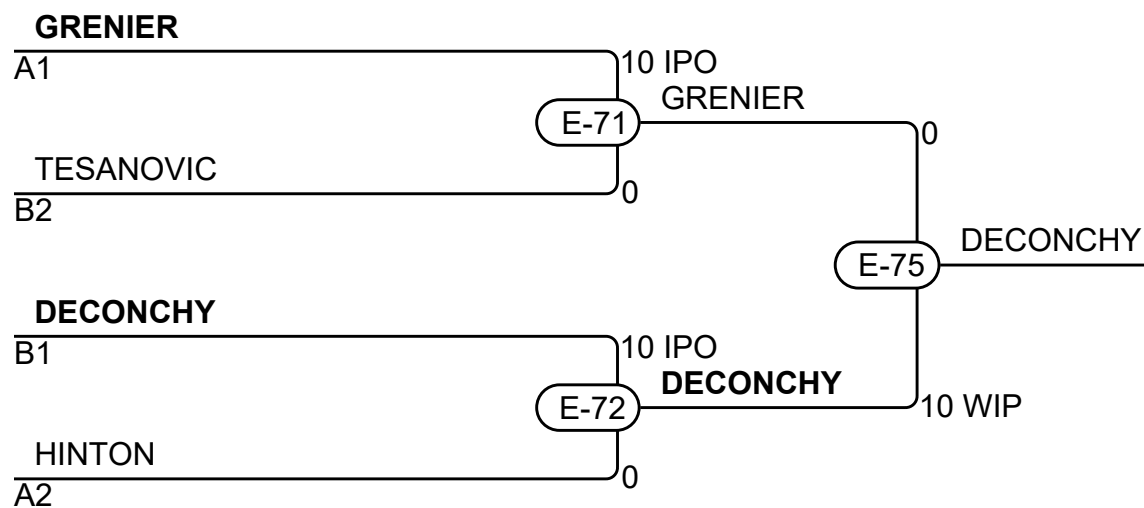 GRENIER
A1
10 IPO
GRENIER
E-71
0
TESANOVIC
0
B2
DECONCHY
E-75
DECONCHY
B1
10 IPO
DECONCHY
E-72
10 WIP
HINTON
0
A2